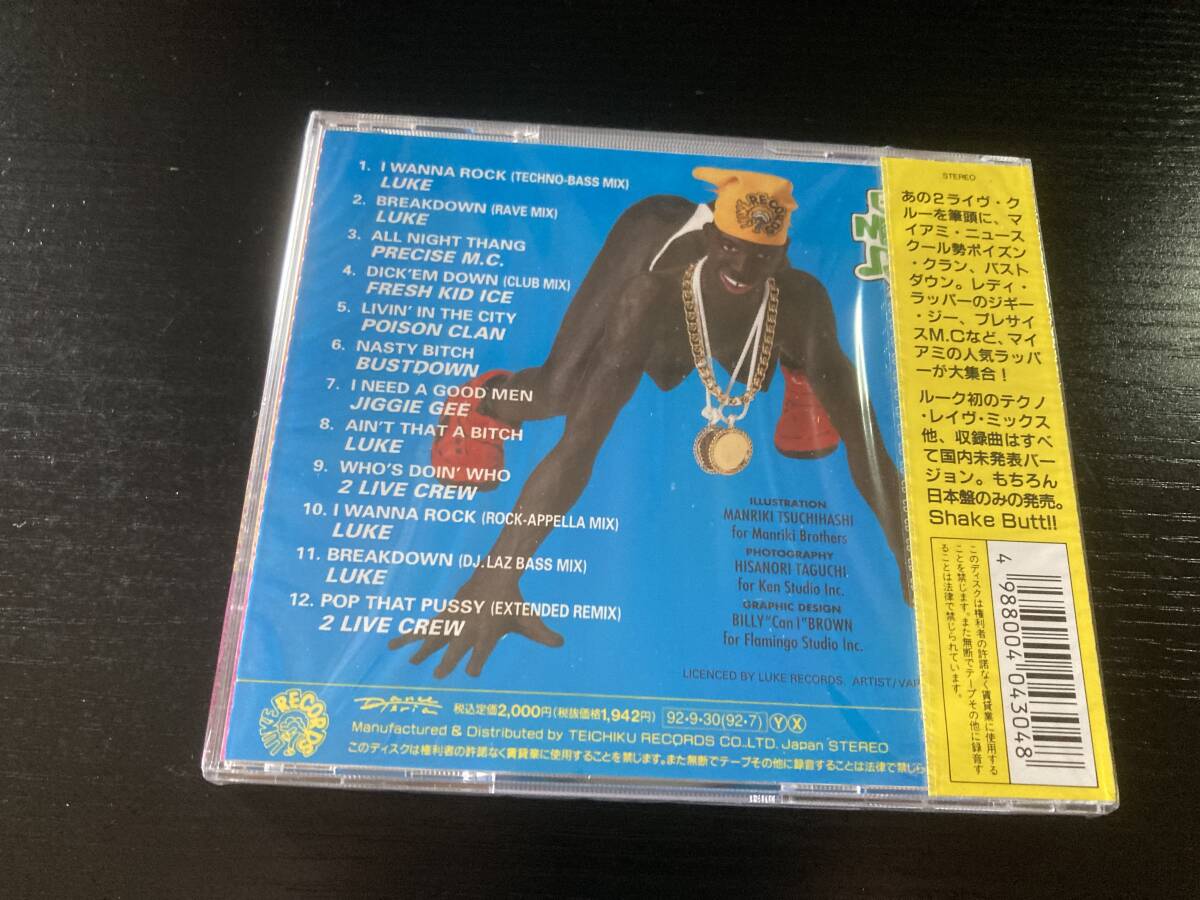 1. I WANNA ROCK (TECHNO-BASS MIX)
LUKE
2. BREAKDOWN (RAVE MIX)
LUKE
3. ALL NIGHT THANG
PRECISE M.C.
4. DICK'EM DOWN (CLUB MIX)
FRESH KID ICE
5. LIVIN' IN THE CITY
POISON CLAN
6. NASTY BITCH
BUSTDOWN
7. I NEED A GOOD MEN
JIGGIE GEE
8. AIN'T THAT A BITCH
LUKE
9. WHO'S DOIN' WHO
2 LIVE CREW
10. I WANNA ROCK (ROCK-APPELLA MIX)
LUKE
11. BREAKDOWN (DJ.LAZ BASS MIX)
LUKE
12. POP THAT PUSSY (EXTENDED REMIX)
2 LIVE CREW
LUKE RECORDS
ILLUSTRATION
MANRIKI TSUCHIHASHI
for Manriki Brothers
PHOTOGRAPHY
HISANORI TAGUCHI
for Ken Studio Inc.
GRAPHIC DESIGN
BILLY"Can I"BROWN
for Flamingo Studio Inc.
LICENCED BY LUKE RECORDS. ARTIST/VAR
LUKE RECORDS
税込定価2,000円(税抜価格1,942円) 92・9・30(92・7) Y X
Manufactured & Distributed by TEICHIKU RECORDS CO.,LTD. Japan STEREO
このディスクは権利者の許諾なく賃貸業に使用することを禁じます。また無断でテープその他に録音することは法律で禁じら
STEREO
あの2ライヴ・ク
ルーを筆頭に、マ
イアミ・ニュース
クール勢ポイズン
・クラン、バスト
ダウン。レディ・
ラッパーのジギー
・ジー、プレサイ
スM.Cなど、マイ
アミの人気ラッパ
ーが大集合!
ルーク初のテクノ
・レイヴ・ミックス
他、収録曲はすべ
て国内未発表バー
ジョン。もちろん
日本盤のみの発売。
Shake Butt!!
このディスクは権利者の許諾なく賃貸業に使用する
ことを禁じます。また無断でテープその他に録音す
ることは法律で禁じられています。
4 988004 043048